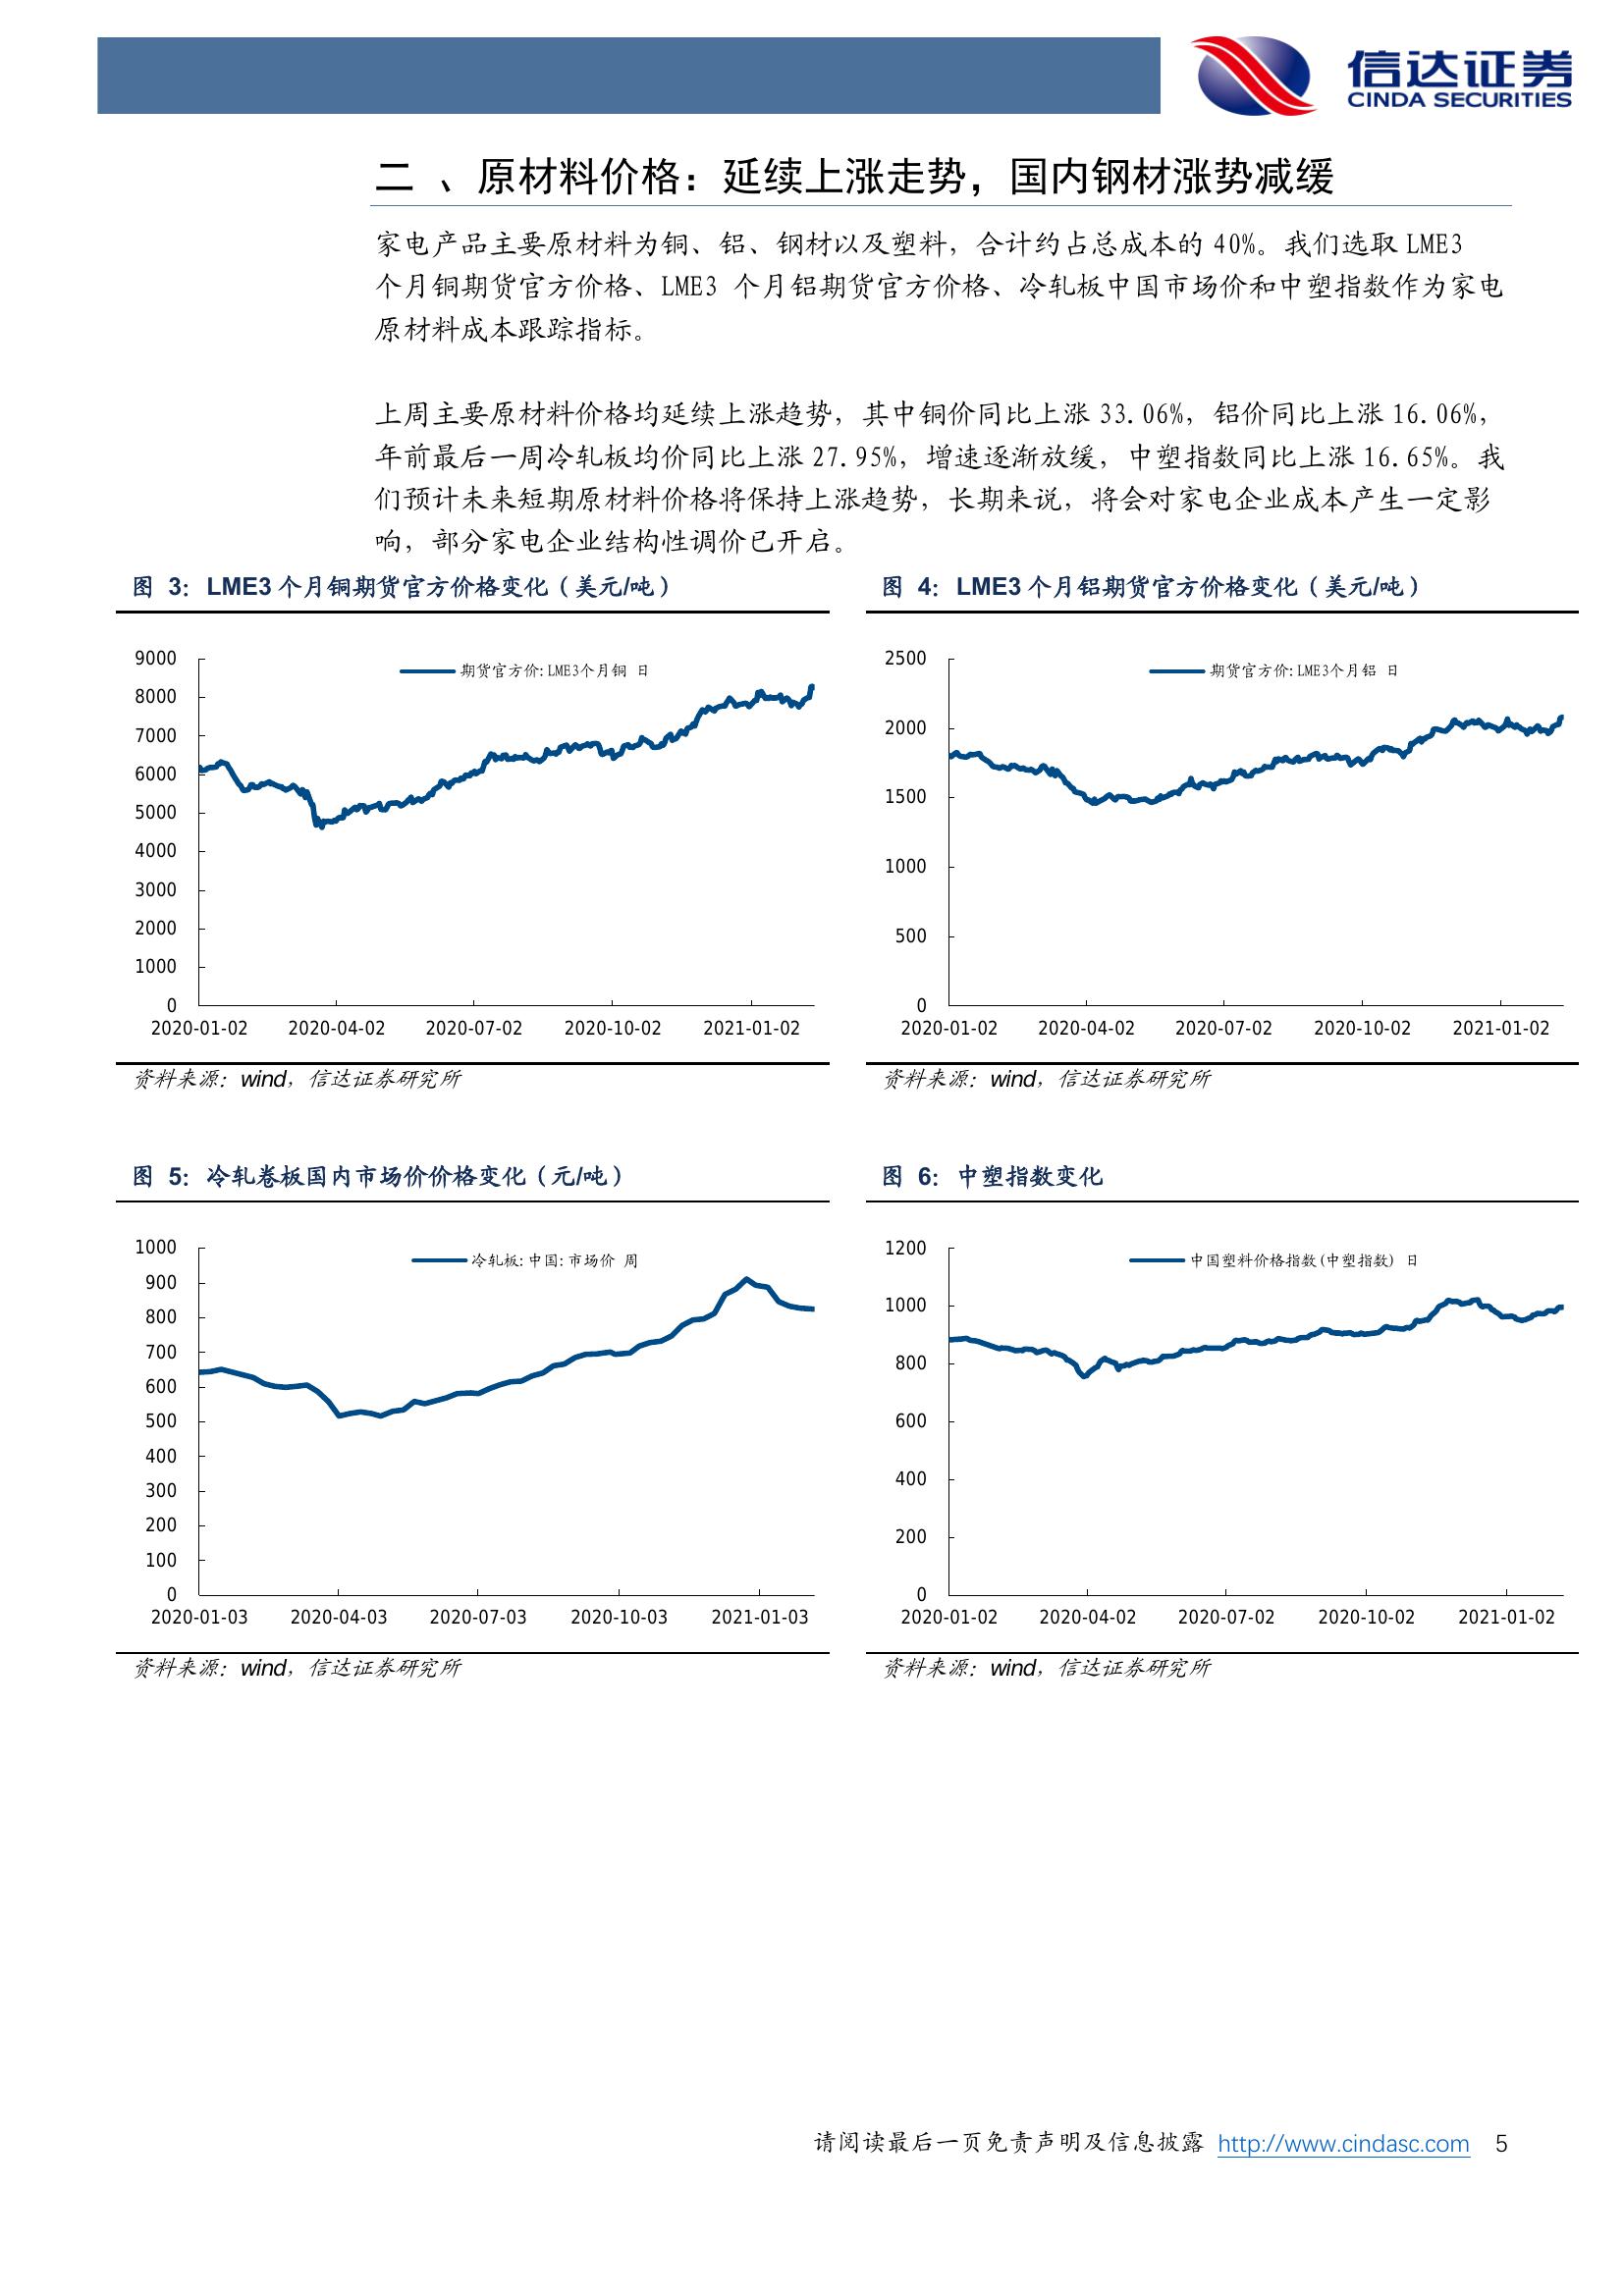 信达证券
CINDA SECURITIES
二 、原材料价格：延续上涨走势，国内钢材涨势减缓
家电产品主要原材料为铜、铝、钢材以及塑料，合计约占总成本的 40%。我们选取 LME3
个月铜期货官方价格、LME3 个月铝期货官方价格、冷轧板中国市场价和中塑指数作为家电
原材料成本跟踪指标。
上周主要原材料价格均延续上涨趋势，其中铜价同比上涨 33.06%，铝价同比上涨 16.06%，
年前最后一周冷轧板均价同比上涨 27.95%，增速逐渐放缓，中塑指数同比上涨 16.65%。我
们预计未来短期原材料价格将保持上涨趋势，长期来说，将会对家电企业成本产生一定影
响，部分家电企业结构性调价已开启。
图 3：LME3 个月铜期货官方价格变化（美元/吨）
期货官方价:LME3个月铜 日
9000
8000
7000
6000
5000
4000
3000
2000
1000
0
2020-01-02 2020-04-02 2020-07-02 2020-10-02 2021-01-02
资料来源：wind，信达证券研究所
图 4：LME3 个月铝期货官方价格变化（美元/吨）
期货官方价:LME3个月铝 日
2500
2000
1500
1000
500
0
2020-01-02 2020-04-02 2020-07-02 2020-10-02 2021-01-02
资料来源：wind，信达证券研究所
图 5：冷轧卷板国内市场价价格变化（元/吨）
冷轧板:中国:市场价 周
1000
900
800
700
600
500
400
300
200
100
0
2020-01-03 2020-04-03 2020-07-03 2020-10-03 2021-01-03
资料来源：wind，信达证券研究所
图 6：中塑指数变化
中国塑料价格指数(中塑指数) 日
1200
1000
800
600
400
200
0
2020-01-02 2020-04-02 2020-07-02 2020-10-02 2021-01-02
资料来源：wind，信达证券研究所
请阅读最后一页免责声明及信息披露 http://www.cindasc.com 5